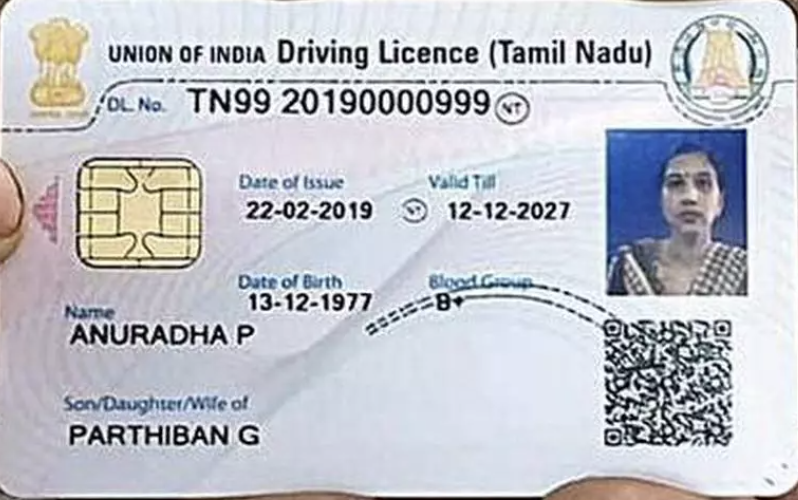 UNION OF INDIA Driving Licence (Tamil Nadu)
DL. No. TN99 20190000999 NT
Date of Issue Valid Till
22-02-2019 NT 12-12-2027
Date of Birth Blood Group
13-12-1977 B+
Name
ANURADHA P
Son/Daughter/Wife of
PARTHIBAN G